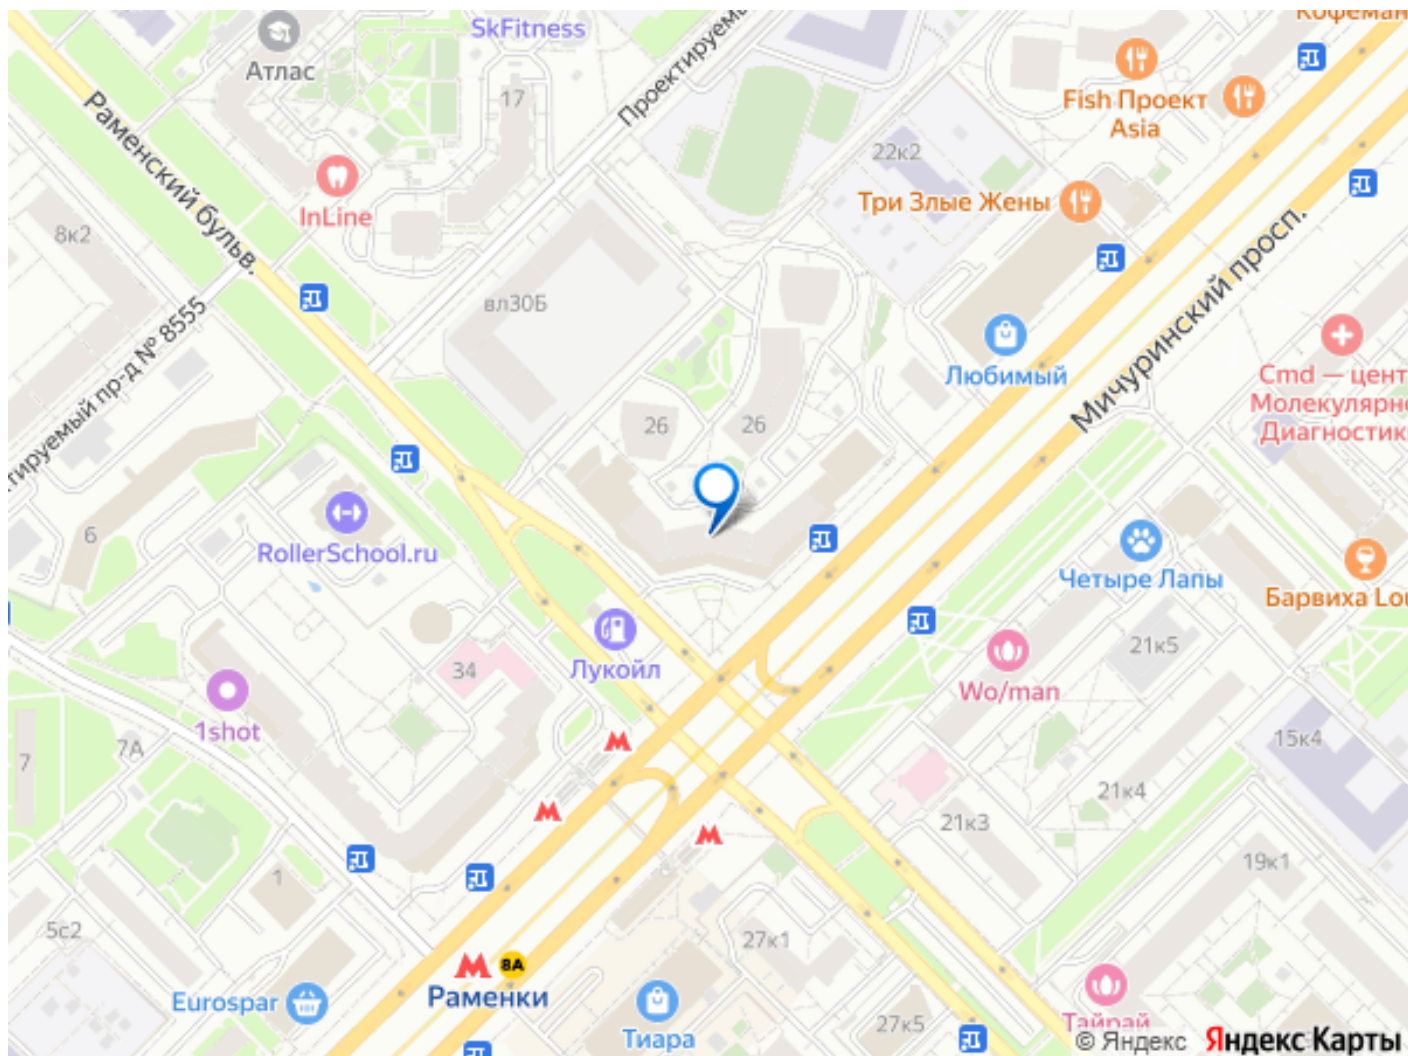 Кофеман
SkFitness
Атлас
Проектируем
17
Fish Проект
Asia
Раменский бульв.
22к2
InLine
Три Злые Жены
8к2
вл30Б
Мичуринский просп.
тируемый пр-д № 8555
Любимый
Cmd — цент
Молекулярно
Диагностик
26
26
6
RollerSchool.ru
Четыре Лапы
Барвиха Lou
21к5
Лукойл
34
Wo/man
1shot
7А
7
15к4
21к4
21к3
19к1
1
5с2
27к1
8А
Раменки
Eurospar
Тиара
27к5
Тайрай
© Яндекс Яндекс Карты